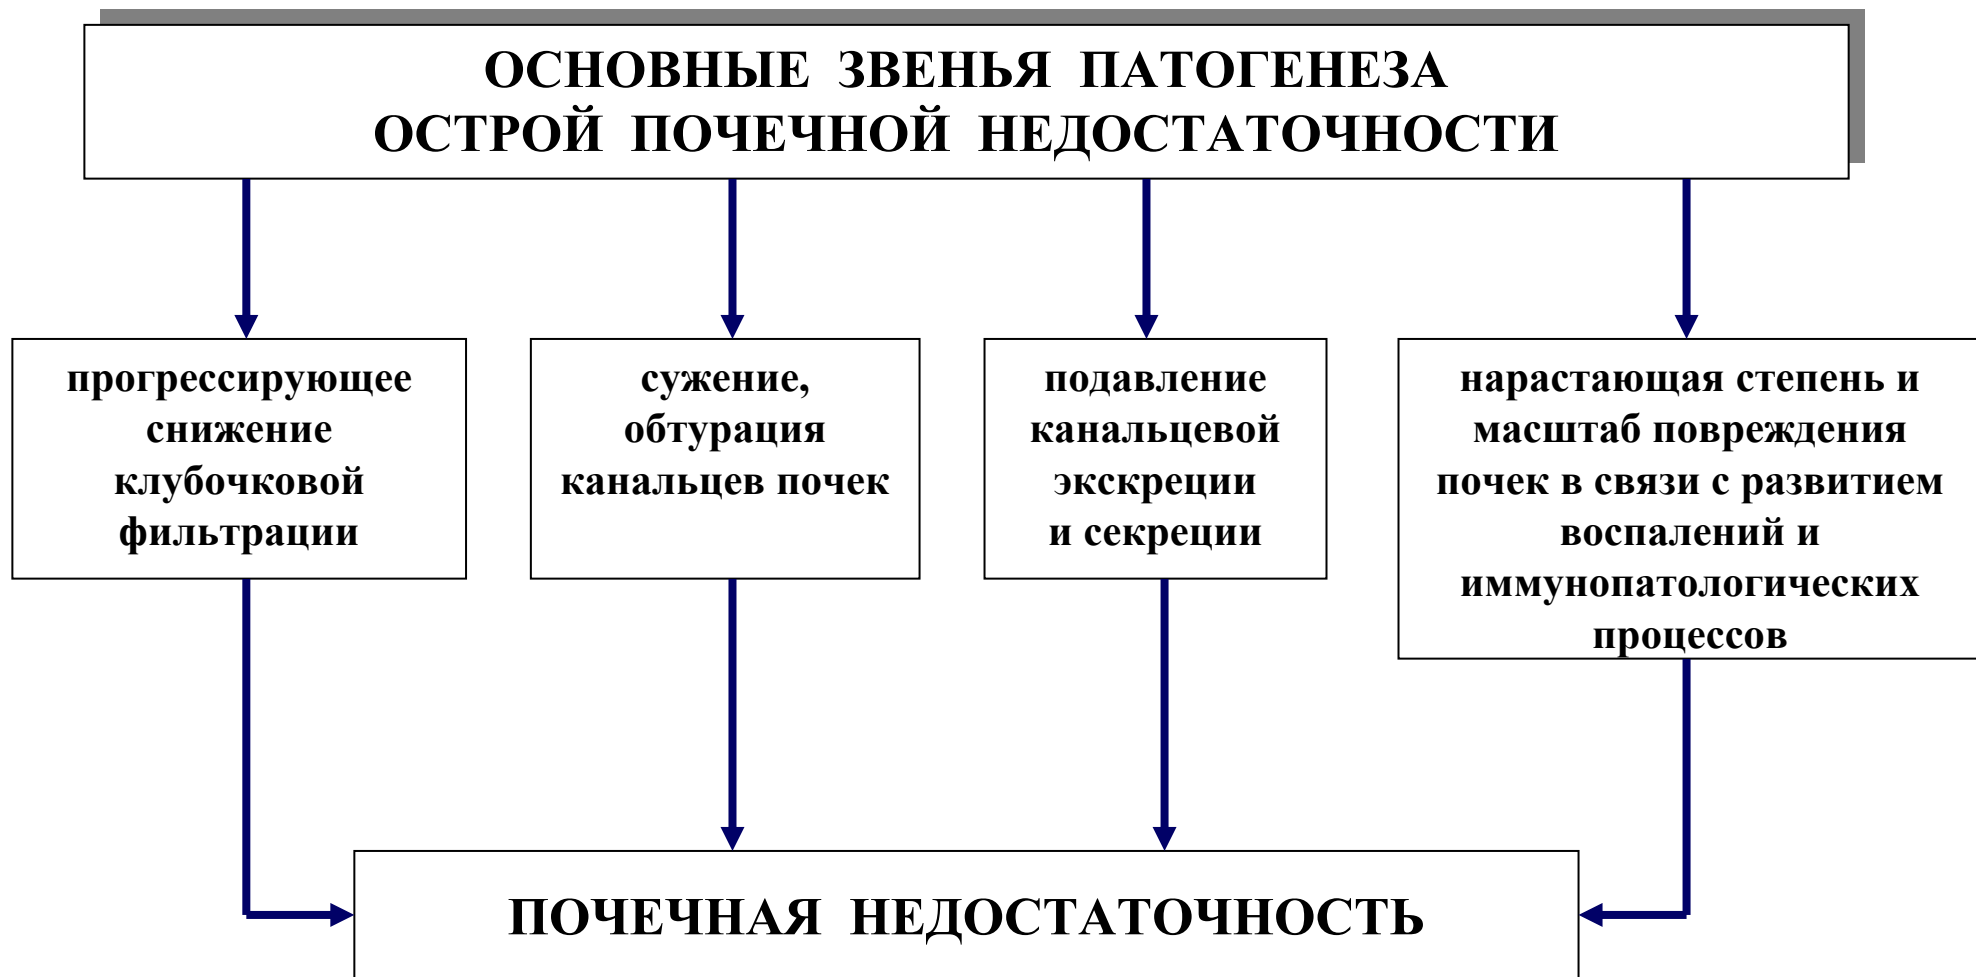 ОСНОВНЫЕ ЗВЕНЬЯ ПАТОГЕНЕЗА
ОСТРОЙ ПОЧЕЧНОЙ НЕДОСТАТОЧНОСТИ
прогрессирующее
снижение
клубочковой
фильтрации
сужение,
обтурация
канальцев почек
подавление
канальцевой
экскреции
и секреции
нарастающая степень и
масштаб повреждения
почек в связи с развитием
воспалений и
иммунопатологических
процессов
ПОЧЕЧНАЯ НЕДОСТАТОЧНОСТЬ